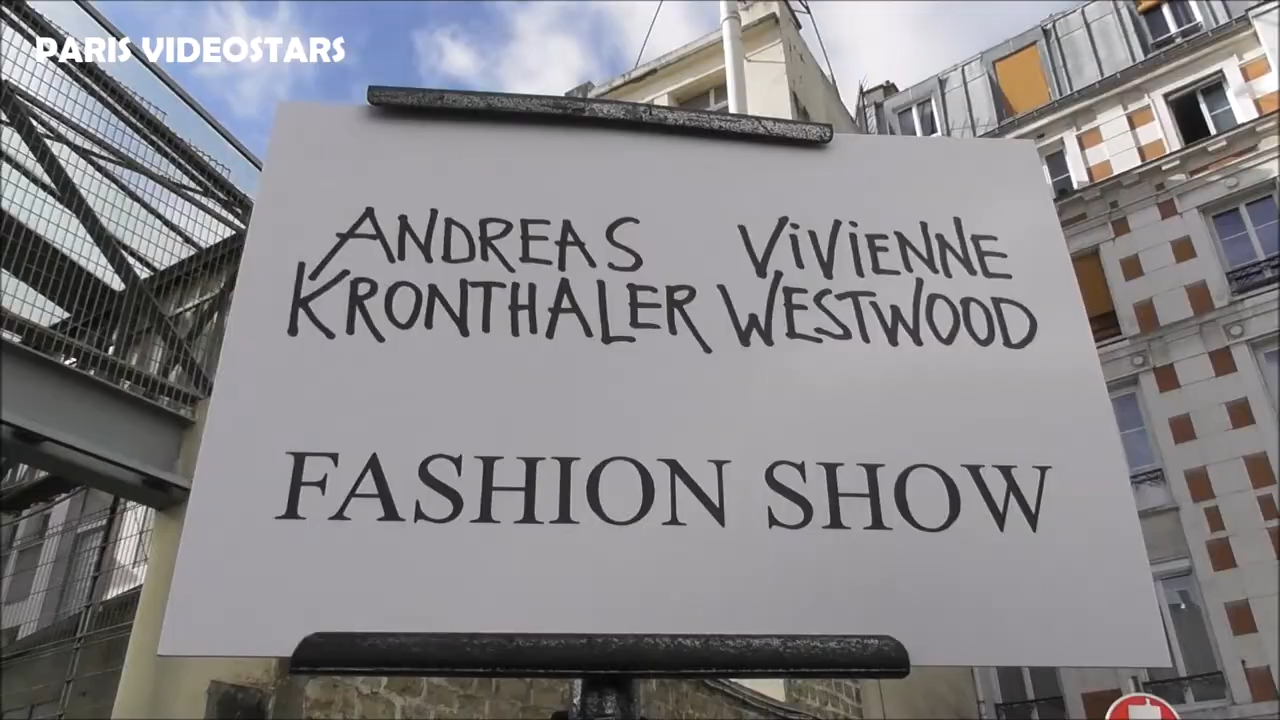 PARIS VIDEOSTARS
ANDREAS VIVIENNE
KRONTHALER WESTWOOD
FASHION SHOW